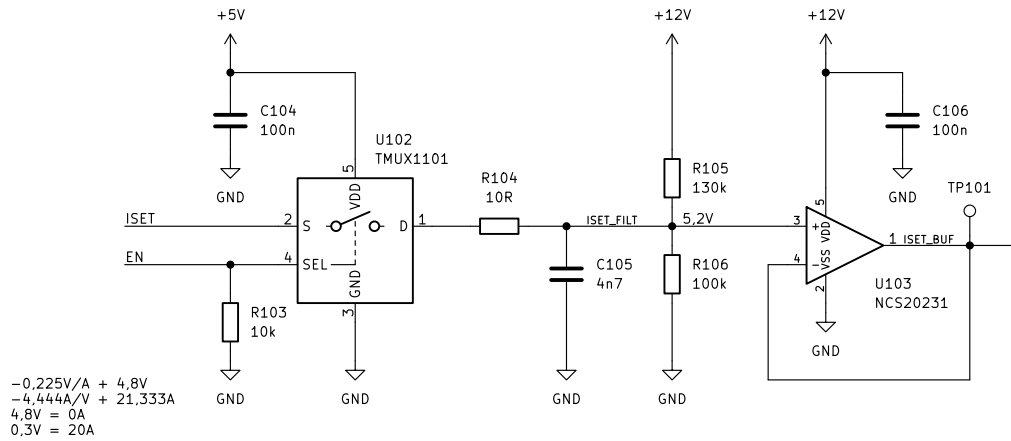 +5V
+12V
+12V
C104
100n
GND
U102
TMUX1101
5
VDD
ISET
2
S
D
1
EN
4
SEL
GND
3
R103
10k
GND
GND
R104
10R
ISET_FILT
C105
4n7
GND
R105
130k
5,2V
R106
100k
GND
C106
100n
GND
TP101
5
3
+
VDD
4
−
VSS
2
1
ISET_BUF
U103
NCS20231
GND
−0,225V/A + 4,8V
−4,444A/V + 21,333A
4,8V = 0A
0,3V = 20A